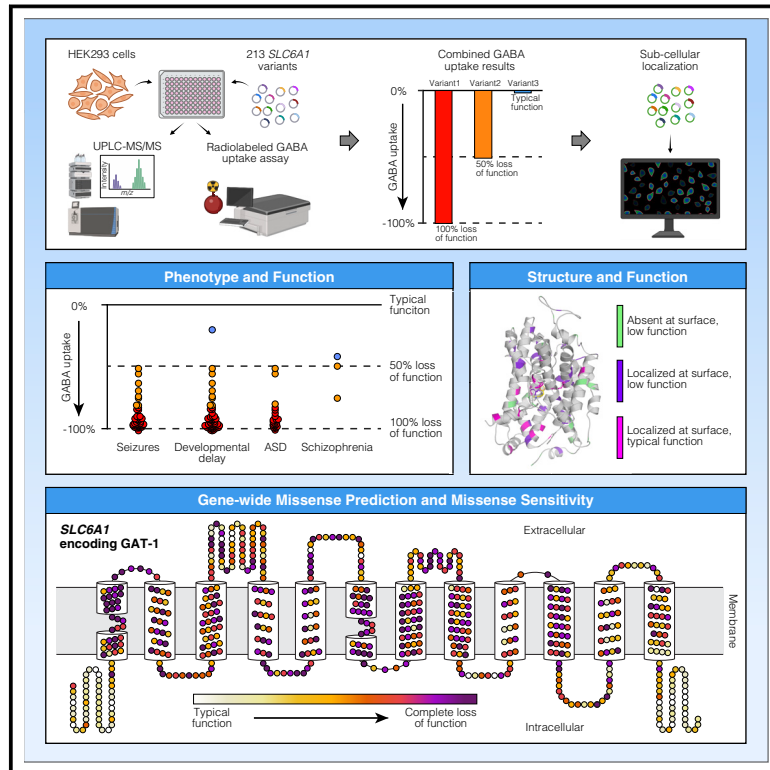 HEK293 cells
213 SLC6A1
variants
UPLC-MS/MS
Intensity
m/z
Radiolabeled GABA
uptake assay
Combined GABA
uptake results
Variant1 Variant2 Variant3
0%
Typical
function
GABA uptake
50% loss
of function
-100%
100% loss
of function
Sub-cellular
localization
Phenotype and Function
0%
Typical
funciton
GABA uptake
50% loss
of function
-100%
100% loss
of function
Seizures
Developmental
delay
ASD
Schizophrenia
Structure and Function
Absent at surface,
low function
Localized at surface,
low function
Localized at surface,
typical function
Gene-wide Missense Prediction and Missense Sensitivity
SLC6A1
encoding GAT-1
Extracellular
Membrane
Typical
function
Complete loss
of function
Intracellular